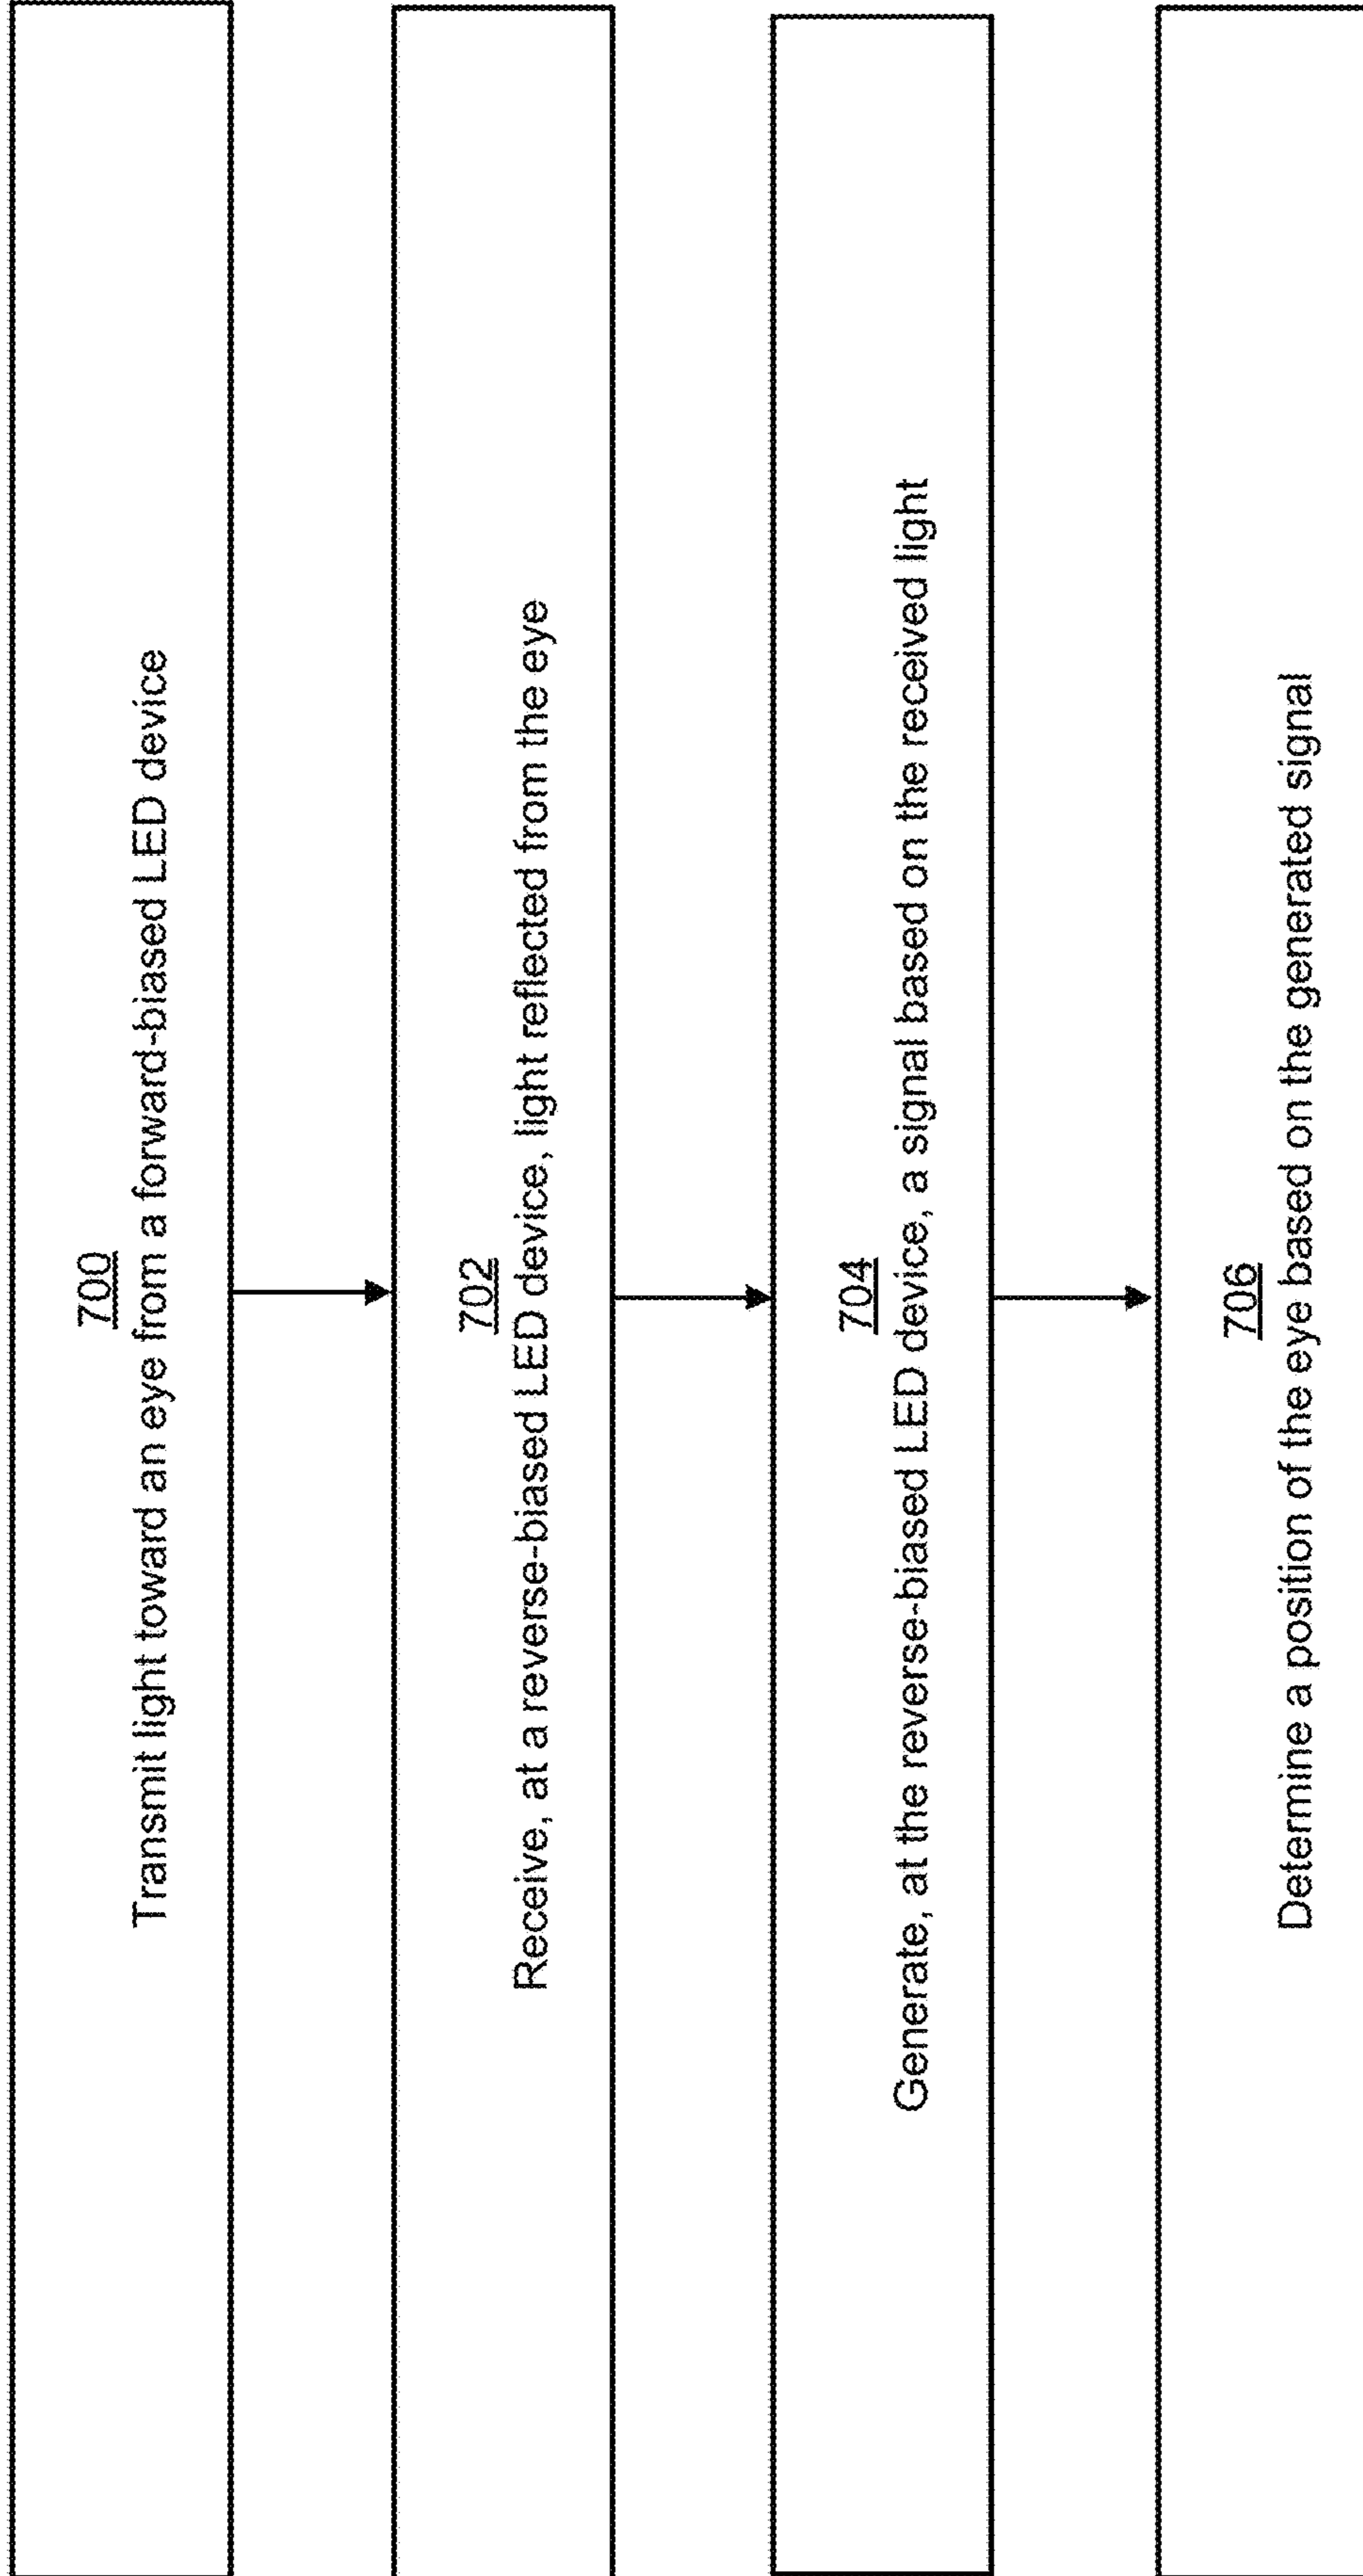 700
Transmit light toward an eye from a forward-biased LED device
702
Receive, at a reverse-biased LED device, light reflected from the eye
704
Generate, at the reverse-biased LED device, a signal based on the received light
706
Determine a position of the eye based on the generated signal